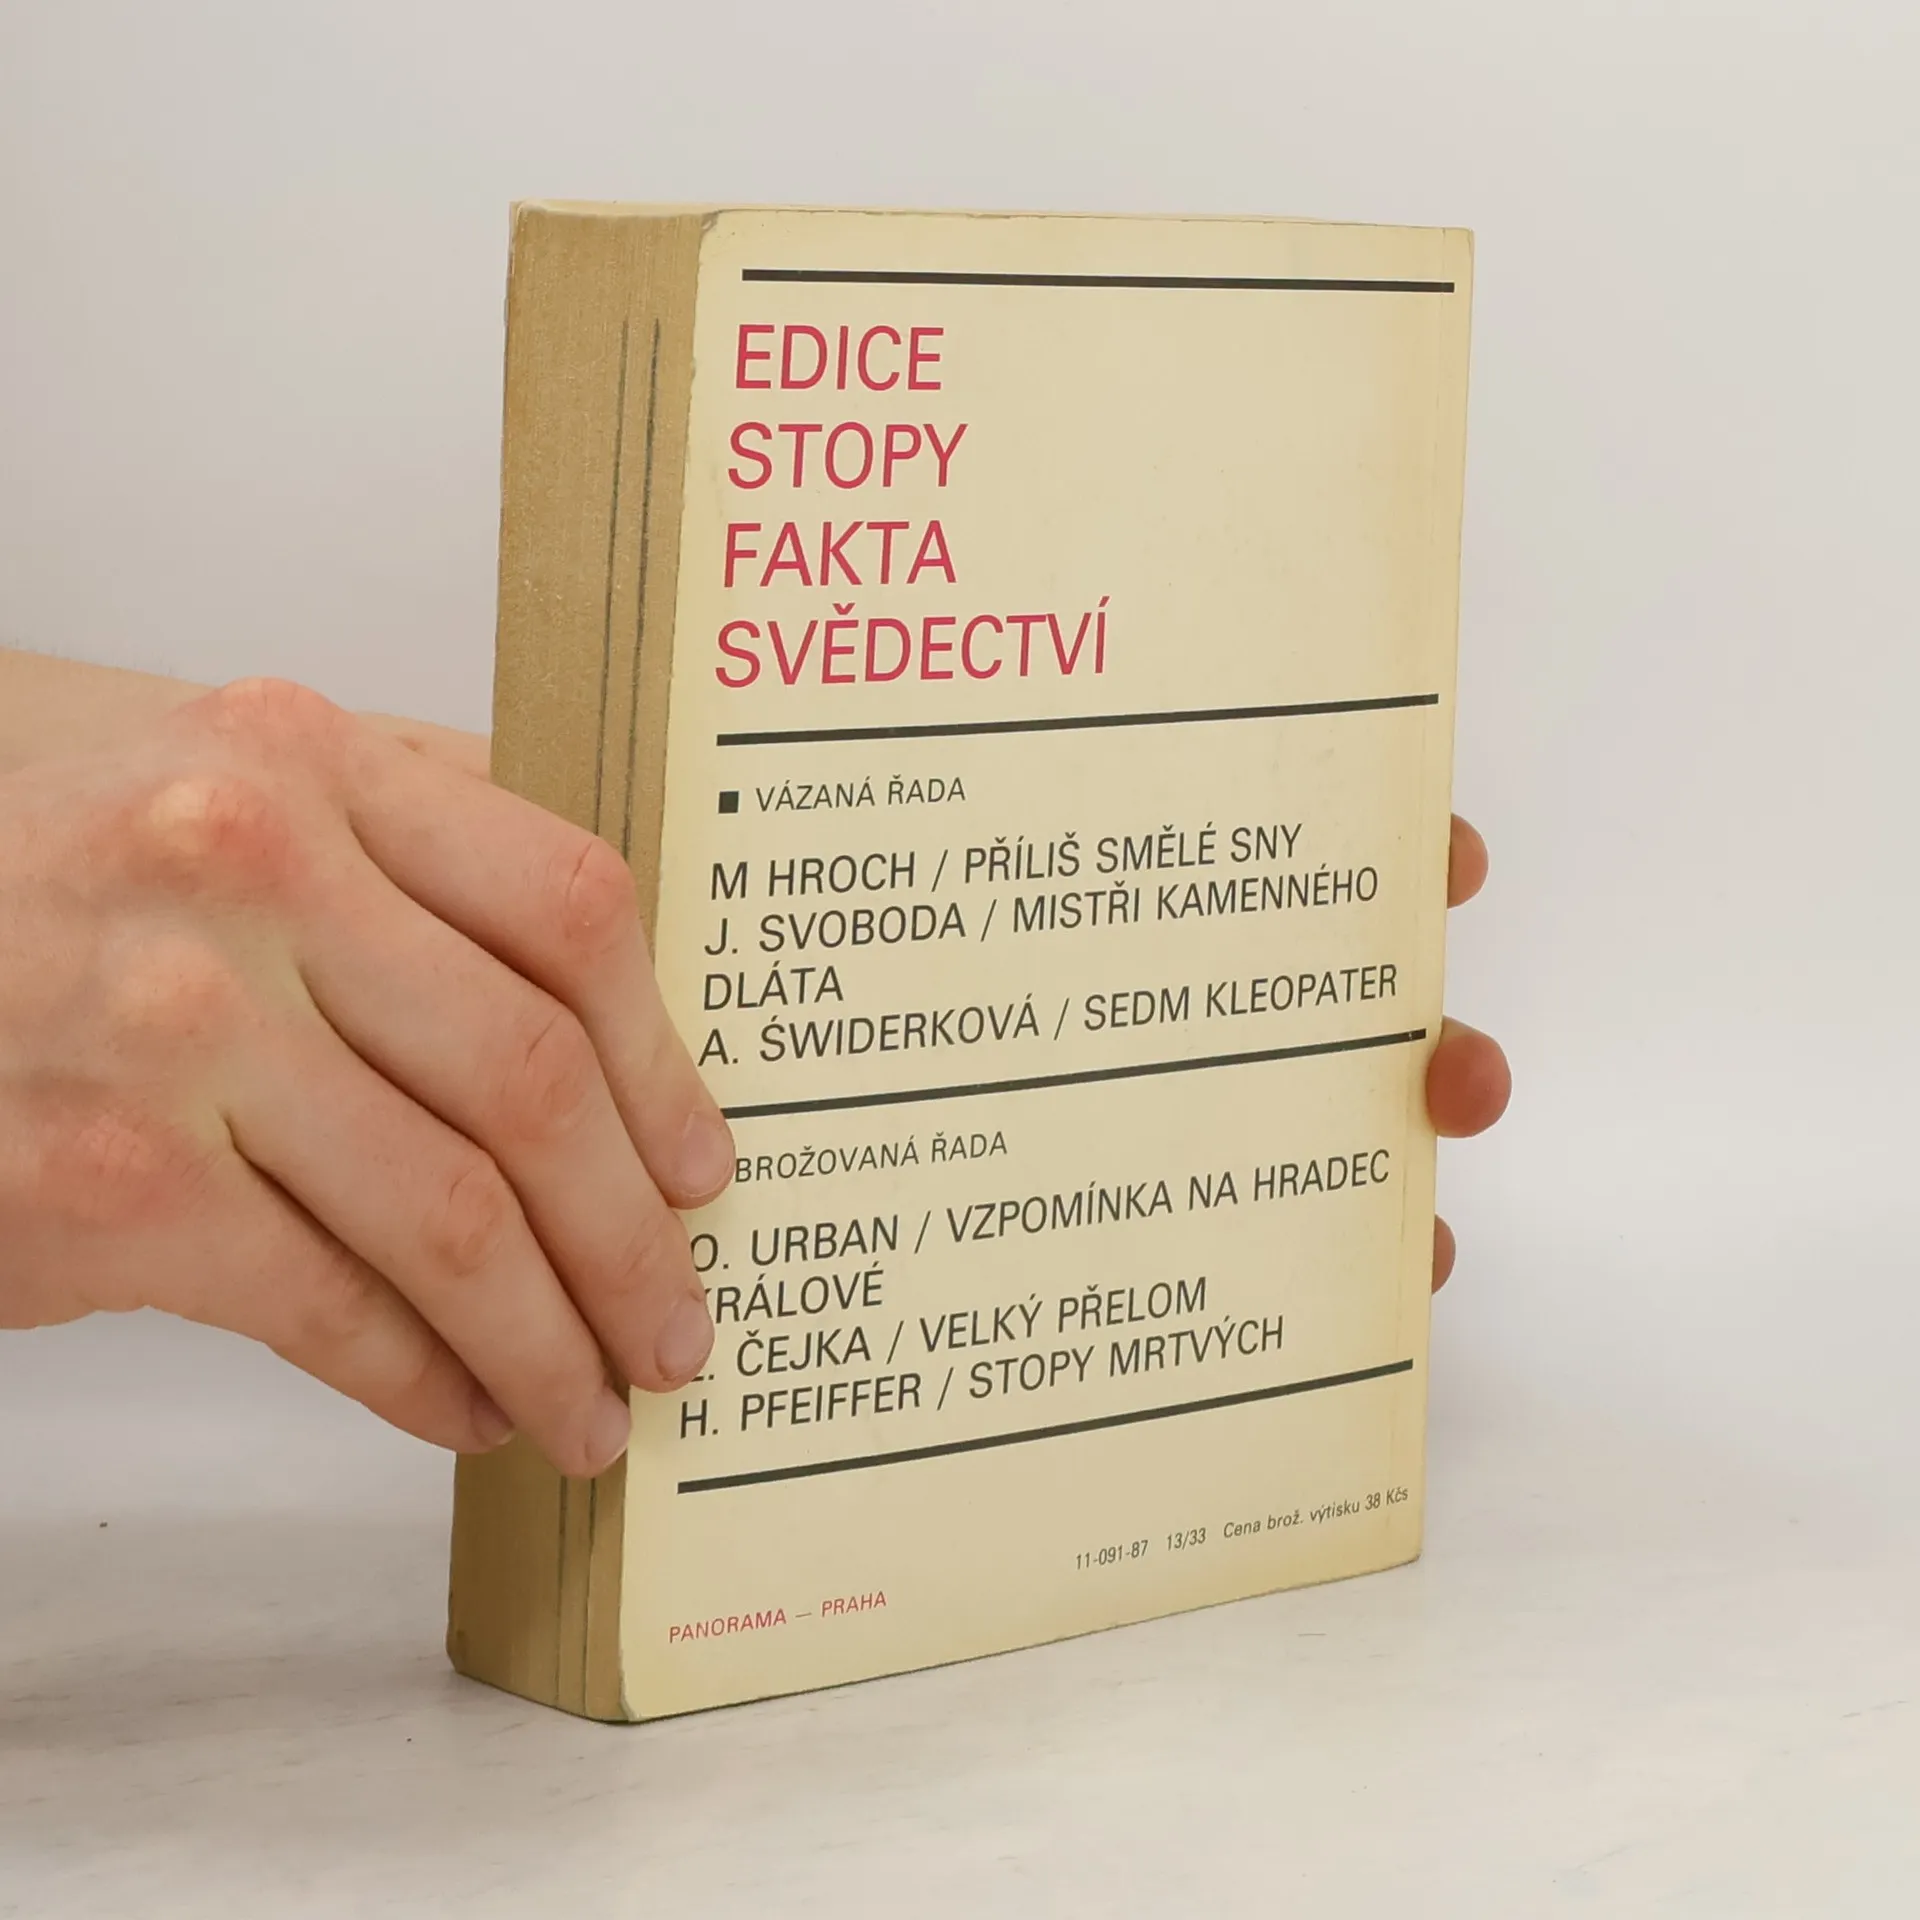 EDICE
STOPY
FAKTA
SVĚDECTVÍ
■ VÁZANÁ ŘADA
M HROCH / PŘÍLIŠ SMĚLÉ SNY
J. SVOBODA / MISTŘI KAMENNÉHO
DLÁTA
A. ŚWIDERKOVÁ / SEDM KLEOPATER
BROŽOVANÁ ŘADA
O. URBAN / VZPOMÍNKA NA HRADEC
KRÁLOVÉ
ČEJKA / VELKÝ PŘELOM
H. PFEIFFER / STOPY MRTVÝCH
11-091-87 13/33 Cena brož. výtisku 38 Kčs
PANORAMA — PRAHA